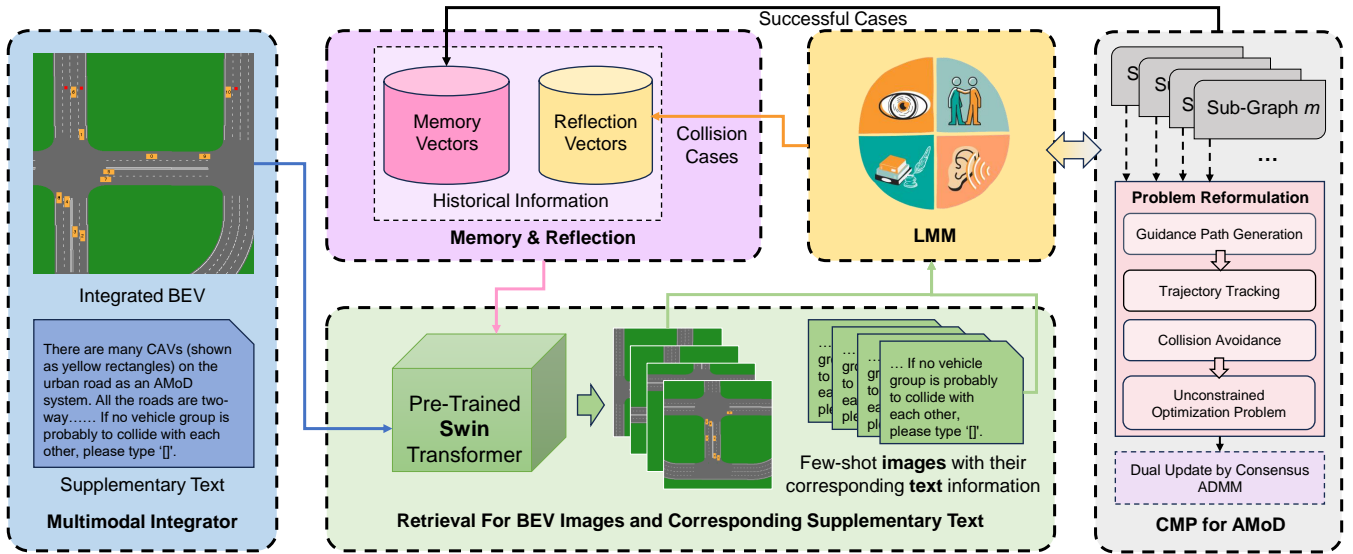 Successful Cases
Integrated BEV
There are many CAVs (shown
as yellow rectangles) on the
urban road as an AMoD
system. All the roads are two-
way…… If no vehicle group is
probably to collide with each
other, please type ‘[]’.
Supplementary Text
Multimodal Integrator
Memory
Vectors
Reflection
Vectors
Historical Information
Memory & Reflection
Collision
Cases
LMM
Pre-Trained
Swin
Transformer
… If no vehicle
group is probably
to collide with
each other,
please type ‘[]’.
Few-shot images with their
corresponding text information
Retrieval For BEV Images and Corresponding Supplementary Text
Sub-Graph m
…
Problem Reformulation
Guidance Path Generation
Trajectory Tracking
Collision Avoidance
Unconstrained
Optimization Problem
Dual Update by Consensus
ADMM
CMP for AMoD